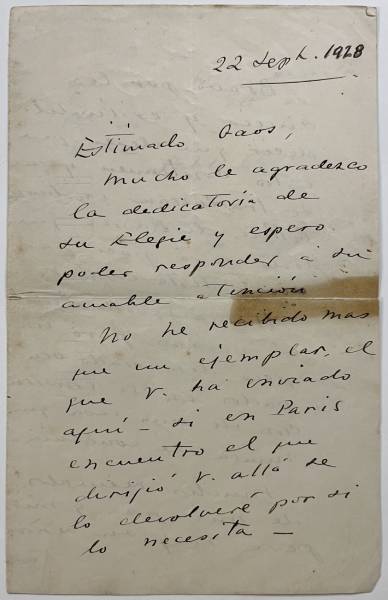 22 Sept. 1928
Estimado Gaos,
Mucho le agradezco
la dedicatoria de
su Elegie y espero
poder responder á su
amable atención
No he recibido mas
que un ejemplar, el
que V. ha enviado
aquí – si en Paris
encuentro el que
dirigió V. allá se
lo devolveré por si
lo necesita –